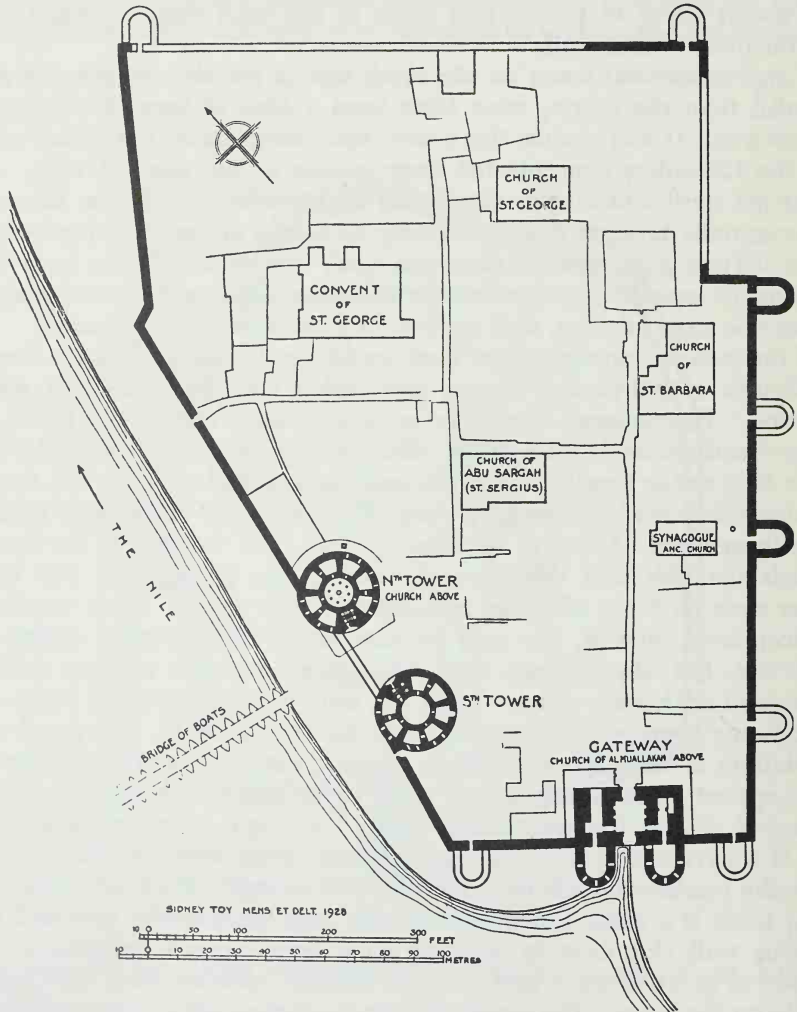 CHURCH
OF
ST. GEORGE
CONVENT
OF
ST. GEORGE
CHURCH
OF
ST. BARBARA
CHURCH OF
ABU SARGAH
(ST. SERGIUS)
SYNAGOGUE
ANC. CHURCH
THE NILE
NTH TOWER
CHURCH ABOVE
STH TOWER
BRIDGE OF BOATS
GATEWAY
CHURCH OF ALMUALLAKAH ABOVE
SIDNEY TOY MENS ET DELT. 1928
10 0 50 100 200 300 FEET
10 0 10 20 30 40 50 60 70 80 90 100 METRES